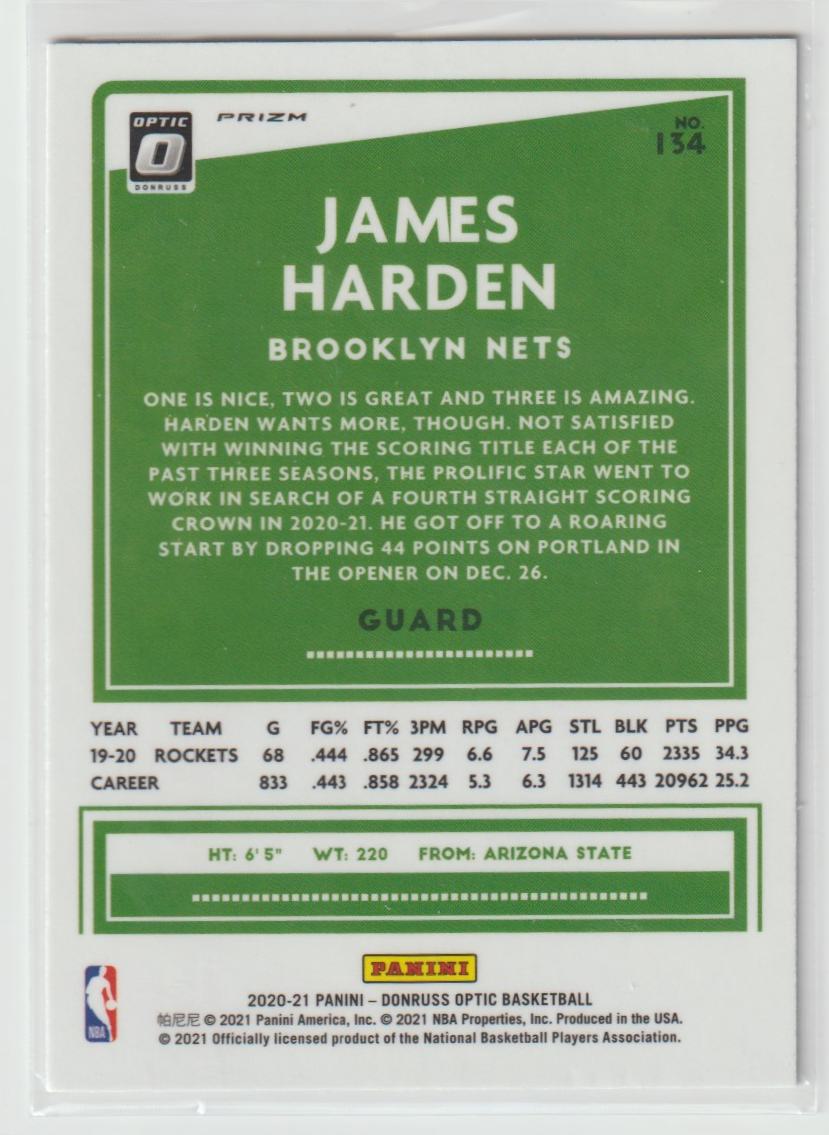 OPTIC
O
DONRUSS
PRIZM
NO.
134
JAMES
HARDEN
BROOKLYN NETS
ONE IS NICE, TWO IS GREAT AND THREE IS AMAZING.
HARDEN WANTS MORE, THOUGH. NOT SATISFIED
WITH WINNING THE SCORING TITLE EACH OF THE
PAST THREE SEASONS, THE PROLIFIC STAR WENT TO
WORK IN SEARCH OF A FOURTH STRAIGHT SCORING
CROWN IN 2020-21. HE GOT OFF TO A ROARING
START BY DROPPING 44 POINTS ON PORTLAND IN
THE OPENER ON DEC. 26.
GUARD
YEAR TEAM G FG% FT% 3PM RPG APG STL BLK PTS PPG
19-20 ROCKETS 68 .444 .865 299 6.6 7.5 125 60 2335 34.3
CAREER 833 .443 .858 2324 5.3 6.3 1314 443 20962 25.2
HT: 6' 5" WT: 220 FROM: ARIZONA STATE
PANINI
NBA
2020-21 PANINI – DONRUSS OPTIC BASKETBALL
帕尼尼 © 2021 Panini America, Inc. © 2021 NBA Properties, Inc. Produced in the USA.
© 2021 Officially licensed product of the National Basketball Players Association.